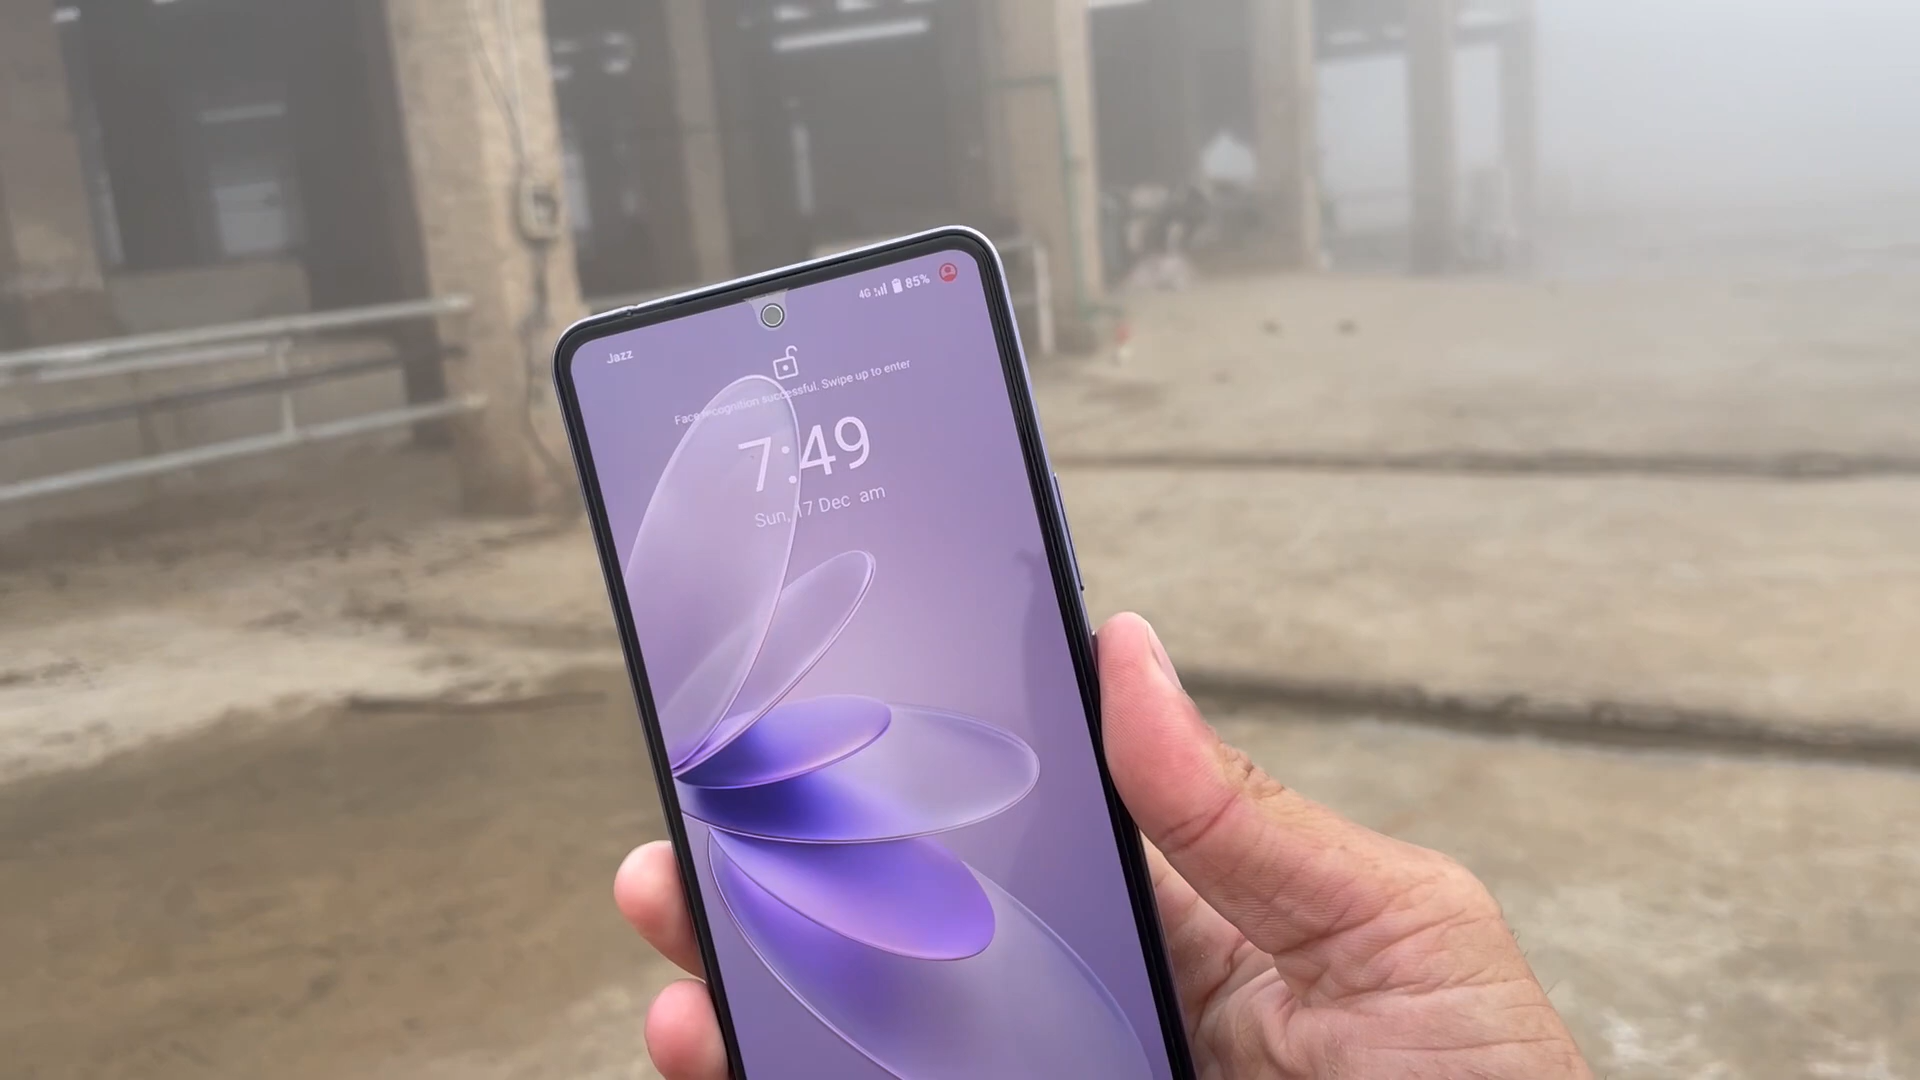 4G 85%
Jazz
Face recognition successful. Swipe up to enter
7:49
Sun, 17 Dec am